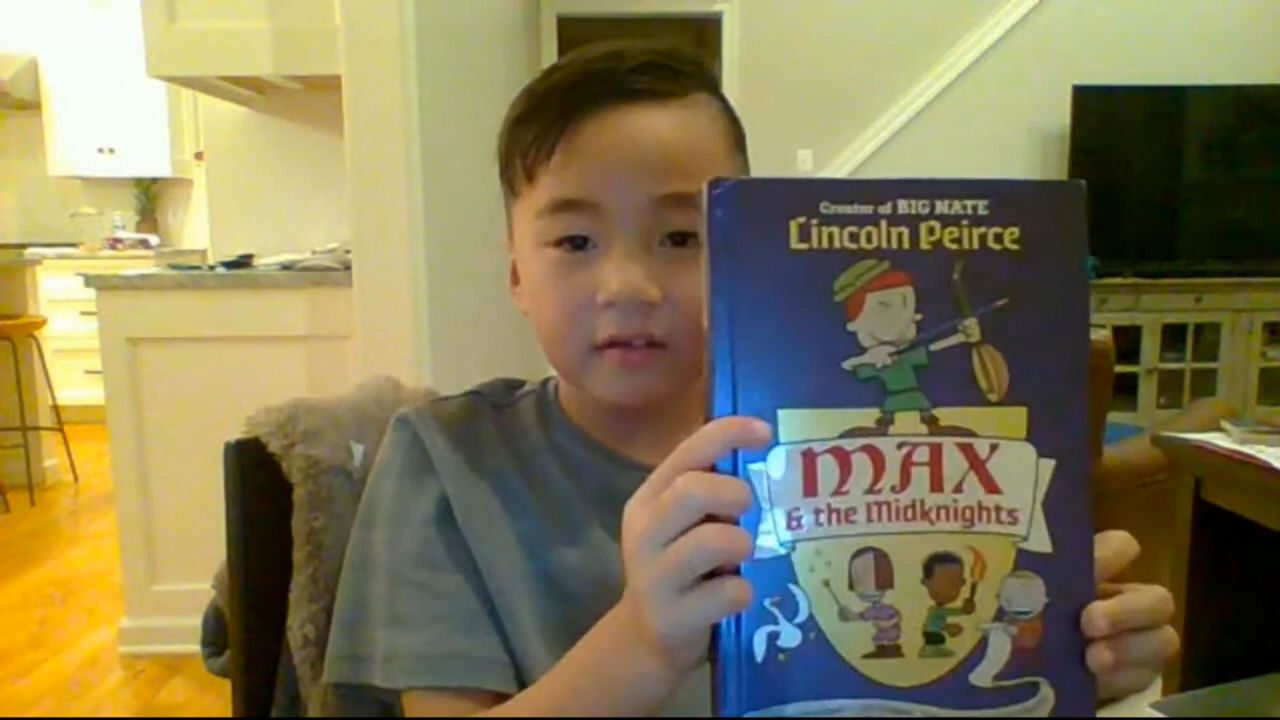 Creator of BIG NATE
Lincoln Peirce
MAX
& the Midknights